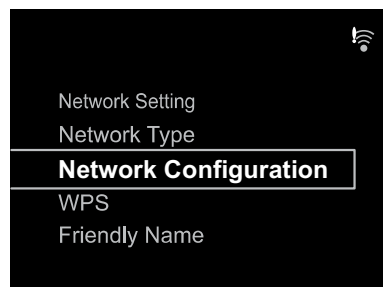 Network Setting
Network Type
Network Configuration
WPS
Friendly Name